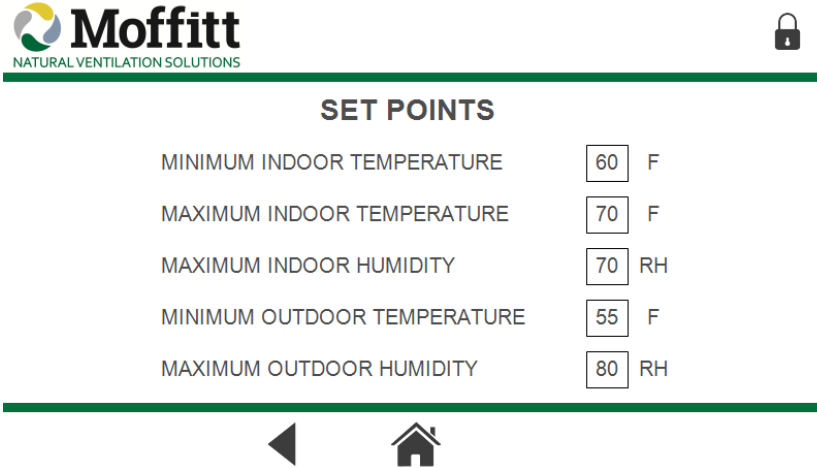 Moffitt
NATURAL VENTILATION SOLUTIONS
SET POINTS
MINIMUM INDOOR TEMPERATURE 60 F
MAXIMUM INDOOR TEMPERATURE 70 F
MAXIMUM INDOOR HUMIDITY 70 RH
MINIMUM OUTDOOR TEMPERATURE 55 F
MAXIMUM OUTDOOR HUMIDITY 80 RH